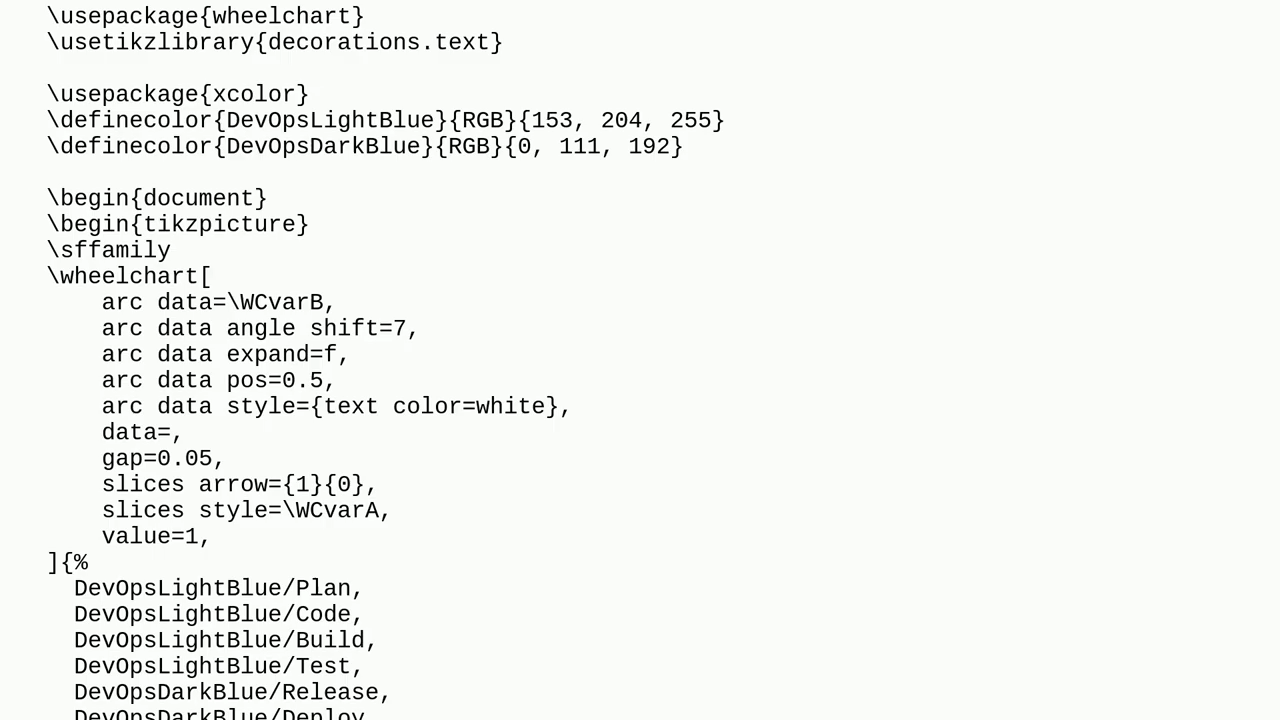 \usepackage{wheelchart}
\usetikzlibrary{decorations.text}

\usepackage{xcolor}
\definecolor{DevOpsLightBlue}{RGB}{153, 204, 255}
\definecolor{DevOpsDarkBlue}{RGB}{0, 111, 192}

\begin{document}
\begin{tikzpicture}
\sffamily
\wheelchart[
    arc data=\WCvarB,
    arc data angle shift=7,
    arc data expand=f,
    arc data pos=0.5,
    arc data style={text color=white},
    data=,
    gap=0.05,
    slices arrow={1}{0},
    slices style=\WCvarA,
    value=1,
]{%
  DevOpsLightBlue/Plan,
  DevOpsLightBlue/Code,
  DevOpsLightBlue/Build,
  DevOpsLightBlue/Test,
  DevOpsDarkBlue/Release,
  DevOpsDarkBlue/Deploy,